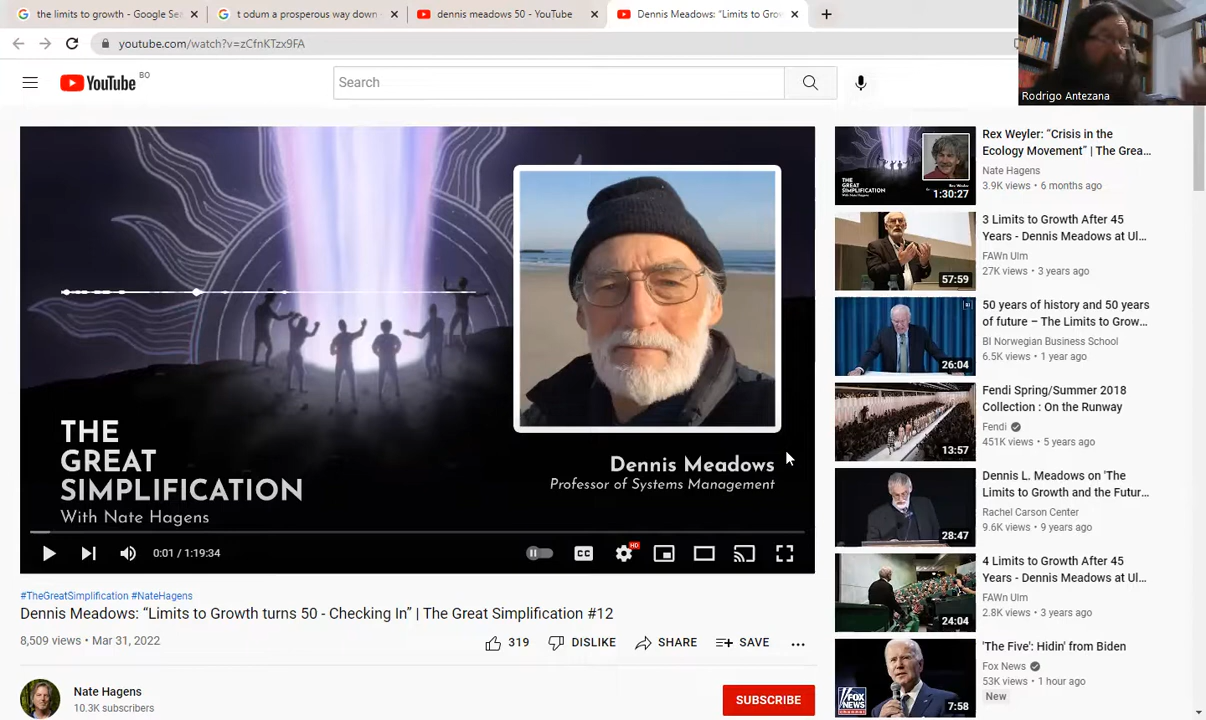 the limits to growth - Google Se
t odum a prosperous way down
dennis meadows 50 - YouTube
Dennis Meadows: “Limits to Gro
youtube.com/watch?v=zCfnKTzx9FA
Rodrigo Antezana
YouTube BO
Search
THE
GREAT
SIMPLIFICATION
With Nate Hagens
Dennis Meadows
Professor of Systems Management
0:01 / 1:19:34
CC
HD
#TheGreatSimplification #NateHagens
Dennis Meadows: “Limits to Growth turns 50 - Checking In” | The Great Simplification #12
8,509 views • Mar 31, 2022
319
DISLIKE
SHARE
SAVE
Nate Hagens
10.3K subscribers
SUBSCRIBE
THE
GREAT
SIMPLIFICATION
1:30:27
Rex Weyler: “Crisis in the
Ecology Movement” | The Grea...
Nate Hagens
3.9K views • 6 months ago
57:59
3 Limits to Growth After 45
Years - Dennis Meadows at Ul...
FAWn Ulm
27K views • 3 years ago
26:04
50 years of history and 50 years
of future – The Limits to Grow...
BI Norwegian Business School
6.5K views • 1 year ago
13:57
Fendi Spring/Summer 2018
Collection : On the Runway
Fendi
451K views • 5 years ago
28:47
Dennis L. Meadows on 'The
Limits to Growth and the Futur...
Rachel Carson Center
9.6K views • 9 years ago
24:04
4 Limits to Growth After 45
Years - Dennis Meadows at Ul...
FAWn Ulm
2.8K views • 3 years ago
FOX
NEWS
7:58
'The Five': Hidin' from Biden
Fox News
53K views • 1 hour ago
New